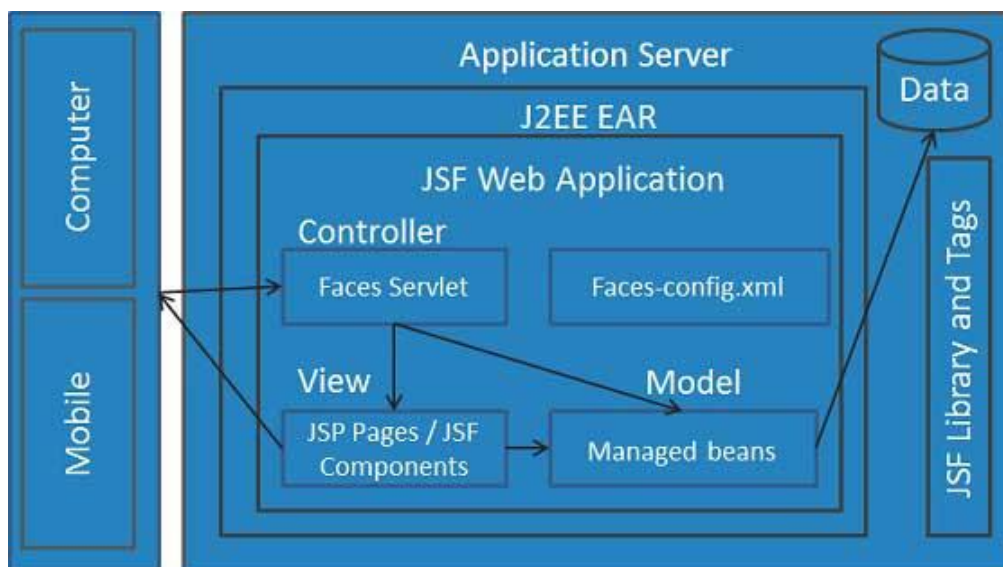 Computer
Mobile
Application Server
Data
J2EE EAR
JSF Web Application
Controller
Faces Servlet
Faces-config.xml
View
Model
JSP Pages / JSF
Components
Managed beans
JSF Library and Tags